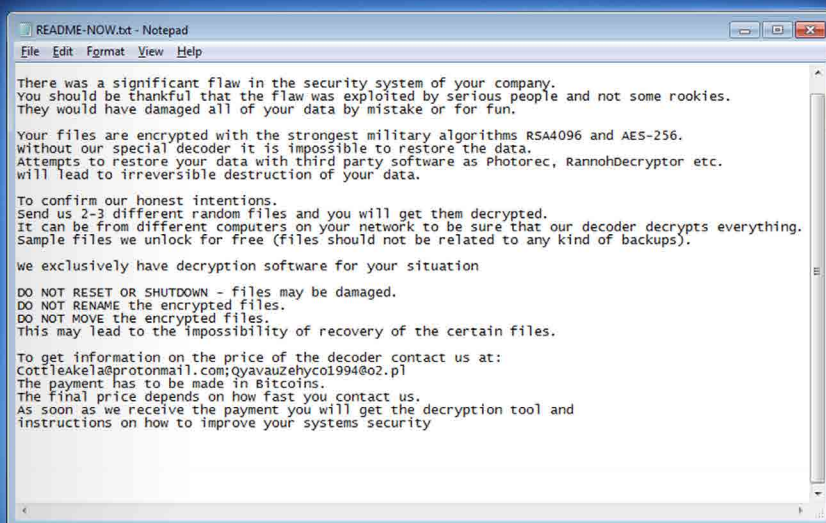 README-NOW.txt - Notepad
File Edit Format View Help
There was a significant flaw in the security system of your company.
You should be thankful that the flaw was exploited by serious people and not some rookies.
They would have damaged all of your data by mistake or for fun.
Your files are encrypted with the strongest military algorithms RSA4096 and AES-256.
Without our special decoder it is impossible to restore the data.
Attempts to restore your data with third party software as Photorec, RannohDecryptor etc.
will lead to irreversible destruction of your data.
To confirm our honest intentions.
Send us 2-3 different random files and you will get them decrypted.
It can be from different computers on your network to be sure that our decoder decrypts everything.
Sample files we unlock for free (files should not be related to any kind of backups).
We exclusively have decryption software for your situation
DO NOT RESET OR SHUTDOWN - files may be damaged.
DO NOT RENAME the encrypted files.
DO NOT MOVE the encrypted files.
This may lead to the impossibility of recovery of the certain files.
To get information on the price of the decoder contact us at:
CottleAkela@protonmail.com;QyavauZehyco1994@o2.pl
The payment has to be made in Bitcoins.
The final price depends on how fast you contact us.
As soon as we receive the payment you will get the decryption tool and
instructions on how to improve your systems security